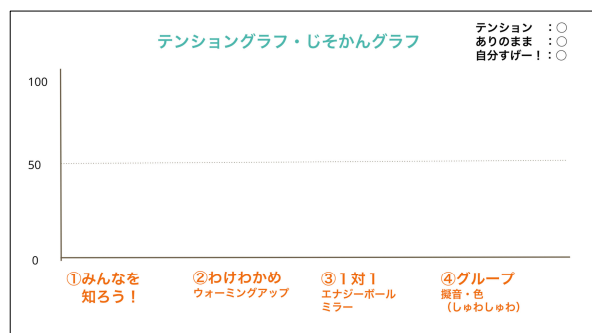 テンショングラフ・じそかんグラフ
テンション ：○
ありのまま ：○
自分すげー！：○
100
50
0
①みんなを
知ろう！
②わけわかめ
ウォーミングアップ
③１対１
エナジーボール
ミラー
④グループ
擬音・色
（しゅわしゅわ）